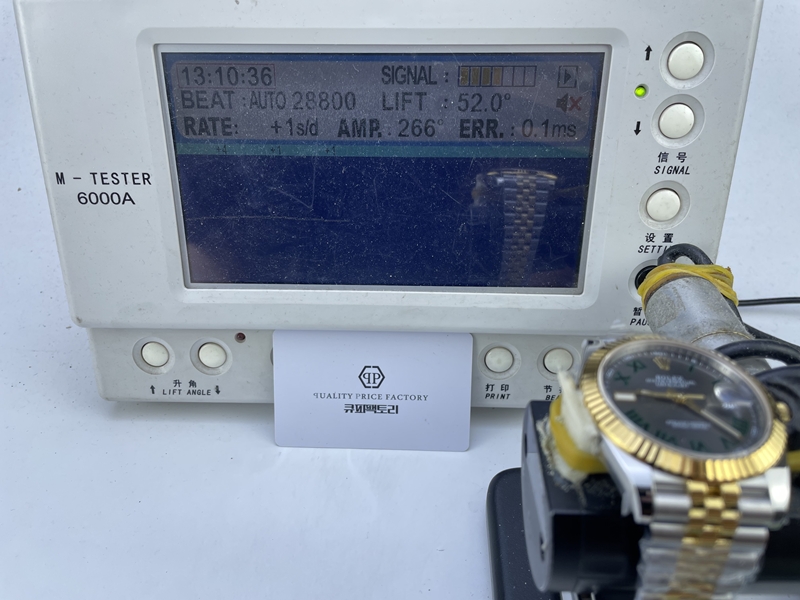 13:10:36 SIGNAL :
BEAT :AUTO 28800 LIFT : 52.0°
RATE: +1s/d AMP. : 266° ERR. : 0.1ms
M - TESTER
6000A
信号
SIGNAL
设置
升角
LIFT ANGLE
打印
PRINT
QP
QUALITY PRICE FACTORY
큐피팩토리
ROLEX